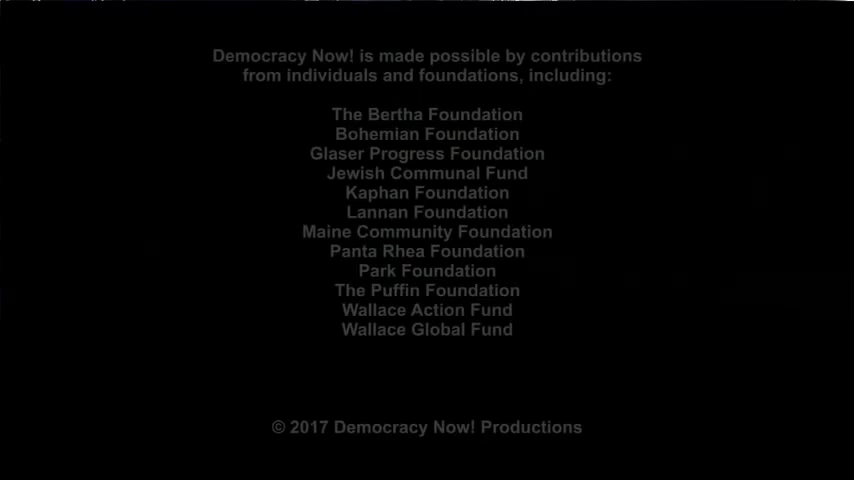 Democracy Now! is made possible by contributions
from individuals and foundations, including:
The Bertha Foundation
Bohemian Foundation
Glaser Progress Foundation
Jewish Communal Fund
Kaphan Foundation
Lannan Foundation
Maine Community Foundation
Panta Rhea Foundation
Park Foundation
The Puffin Foundation
Wallace Action Fund
Wallace Global Fund
© 2017 Democracy Now! Productions